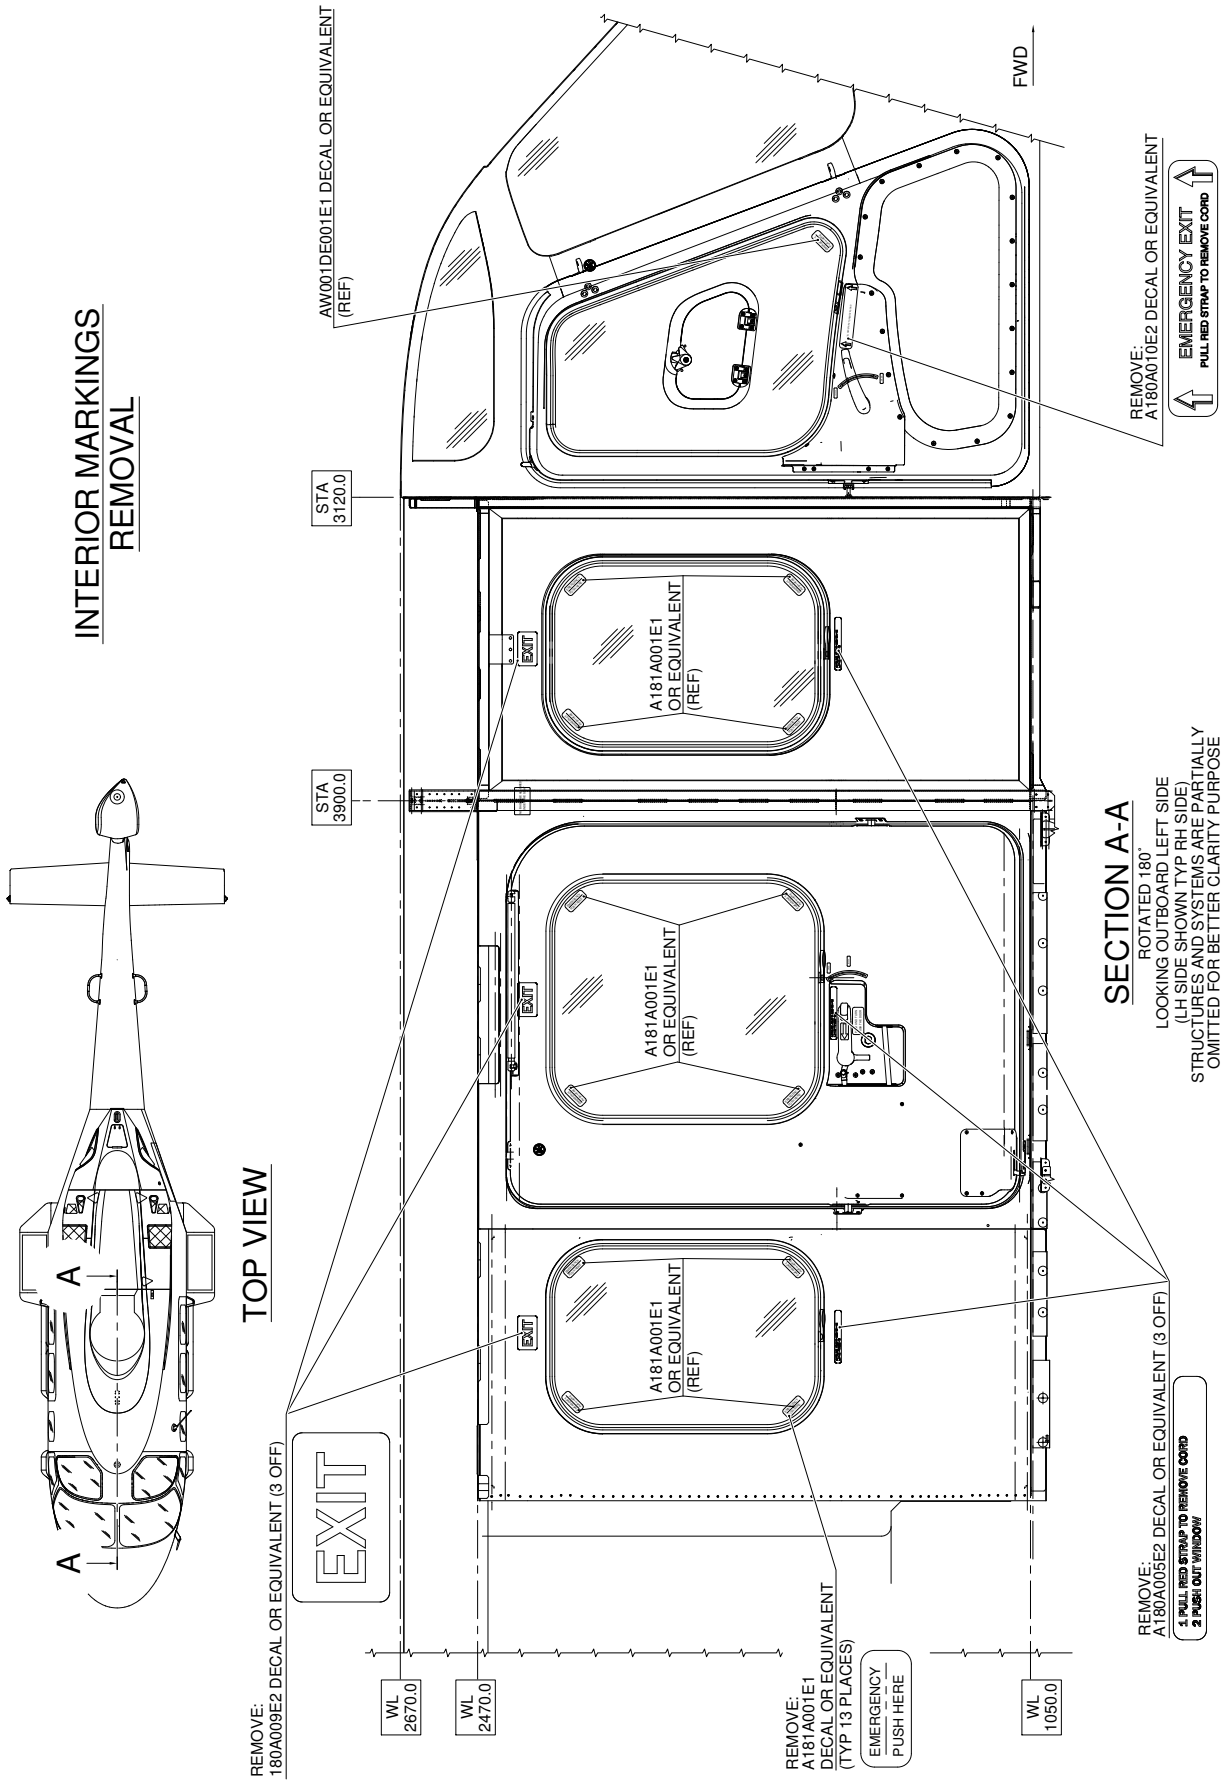 INTERIOR MARKINGS
REMOVAL
A
A
TOP VIEW
REMOVE:
180A009E2 DECAL OR EQUIVALENT (3 OFF)
EXIT
STA
3900.0
STA
3120.0
AW001DE001E1 DECAL OR EQUIVALENT
(REF)
WL
2670.0
WL
2470.0
WL
1050.0
EXIT
EXIT
EXIT
A181A001E1
OR EQUIVALENT
(REF)
A181A001E1
OR EQUIVALENT
(REF)
A181A001E1
OR EQUIVALENT
(REF)
FWD
REMOVE:
A181A001E1
DECAL OR EQUIVALENT
(TYP 13 PLACES)
EMERGENCY
PUSH HERE
REMOVE:
A180A005E2 DECAL OR EQUIVALENT (3 OFF)
1 PULL RED STRAP TO REMOVE CORD
2 PUSH OUT WINDOW
SECTION A-A
ROTATED 180°
LOOKING OUTBOARD LEFT SIDE
(LH SIDE SHOWN TYP RH SIDE)
STRUCTURES AND SYSTEMS ARE PARTIALLY
OMITTED FOR BETTER CLARITY PURPOSE
REMOVE:
A180A010E2 DECAL OR EQUIVALENT
EMERGENCY EXIT
PULL RED STRAP TO REMOVE CORD